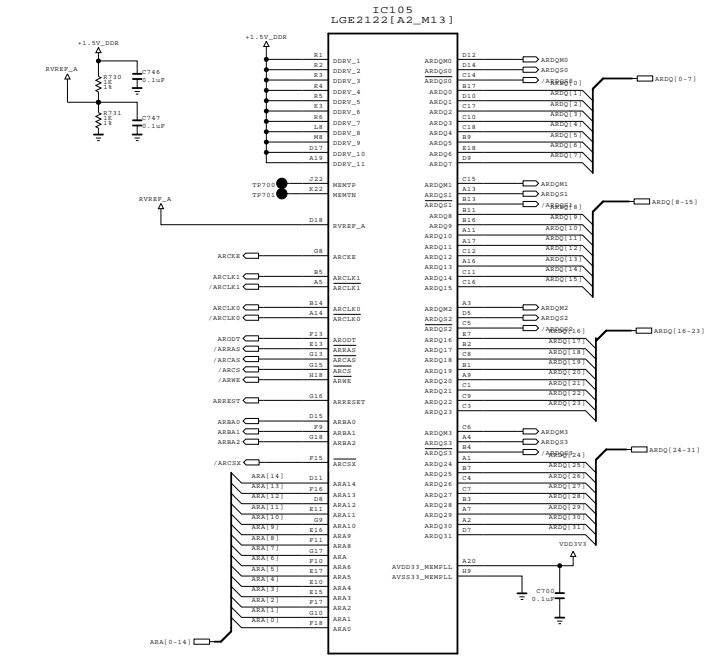 IC105
LGE2122[A2_M13]
+1.5V_DDR
RVREF_A
R730
1K
1%
C746
0.1uF
R731
1K
1%
C747
0.1uF
+1.5V_DDR
R1 DDRV_1
R2 DDRV_2
R3 DDRV_3
R4 DDRV_4
R5 DDRV_5
K3 DDRV_6
R6 DDRV_7
L8 DDRV_8
M8 DDRV_9
D17 DDRV_10
A19 DDRV_11
TP700 J22 MEMTP
TP701 K22 MEMTN
RVREF_A
D18 RVREF_A
ARCKE G8 ARCKE
ARCLK1 B5 ARCLK1
/ARCLK1 A5 ARCLK1
ARCLK0 B14 ARCLK0
/ARCLK0 A14 ARCLK0
ARODT F13 ARODT
/ARRAS E13 ARRAS
/ARCAS G13 ARCAS
/ARCS G15 ARCS
/ARWE H18 ARWE
ARREST G16 ARRESET
ARBA0 D15 ARBA0
ARBA1 F9 ARBA1
ARBA2 G18 ARBA2
/ARCSX F15 ARCSX
ARA[14] D11 ARA14
ARA[13] F16 ARA13
ARA[12] D8 ARA12
ARA[11] E11 ARA11
ARA[10] G9 ARA10
ARA[9] E16 ARA9
ARA[8] F11 ARA8
ARA[7] G17 ARA
ARA[6] F10 ARA6
ARA[5] E17 ARA5
ARA[4] E10 ARA4
ARA[3] E15 ARA3
ARA[2] F17 ARA2
ARA[1] G10 ARA1
ARA[0] F18 ARA0
ARA[0-14]
ARDQM0 D12 ARDQM0
ARDQS0 D14 ARDQS0
ARDQS0 C14 /ARDQS0
ARDQ0 B17 ARDQ[0]
ARDQ1 D10 ARDQ[1]
ARDQ2 C17 ARDQ[2]
ARDQ3 C10 ARDQ[3]
ARDQ4 C18 ARDQ[4]
ARDQ5 B9 ARDQ[5]
ARDQ6 E18 ARDQ[6]
ARDQ7 D9 ARDQ[7]
ARDQ[0-7]
ARDQM1 C15 ARDQM1
ARDQS1 A13 ARDQS1
ARDQS1 B13 /ARDQS1
ARDQ8 B11 ARDQ[8]
ARDQ9 B16 ARDQ[9]
ARDQ10 A11 ARDQ[10]
ARDQ11 A17 ARDQ[11]
ARDQ12 C12 ARDQ[12]
ARDQ13 A16 ARDQ[13]
ARDQ14 C11 ARDQ[14]
ARDQ15 C16 ARDQ[15]
ARDQ[8-15]
ARDQM2 A3 ARDQM2
ARDQS2 D5 ARDQS2
ARDQS2 C5
ARDQ16 E7 ARDQ[16]
ARDQ17 B2 ARDQ[17]
ARDQ18 C8 ARDQ[18]
ARDQ19 B1 ARDQ[19]
ARDQ20 A9 ARDQ[20]
ARDQ21 C1 ARDQ[21]
ARDQ22 C9 ARDQ[22]
ARDQ23 C3 ARDQ[23]
ARDQ[16-23]
ARDQM3 C6 ARDQM3
ARDQS3 A4 ARDQS3
ARDQS3 B4
ARDQ24 A1 ARDQ[24]
ARDQ25 B7 ARDQ[25]
ARDQ26 C4 ARDQ[26]
ARDQ27 C7 ARDQ[27]
ARDQ28 B3 ARDQ[28]
ARDQ29 A7 ARDQ[29]
ARDQ30 A2 ARDQ[30]
ARDQ31 D7 ARDQ[31]
ARDQ[24-31]
VDD3V3
AVDD33_MEMPLL A20
AVSS33_MEMPLL H9
C700
0.1uF